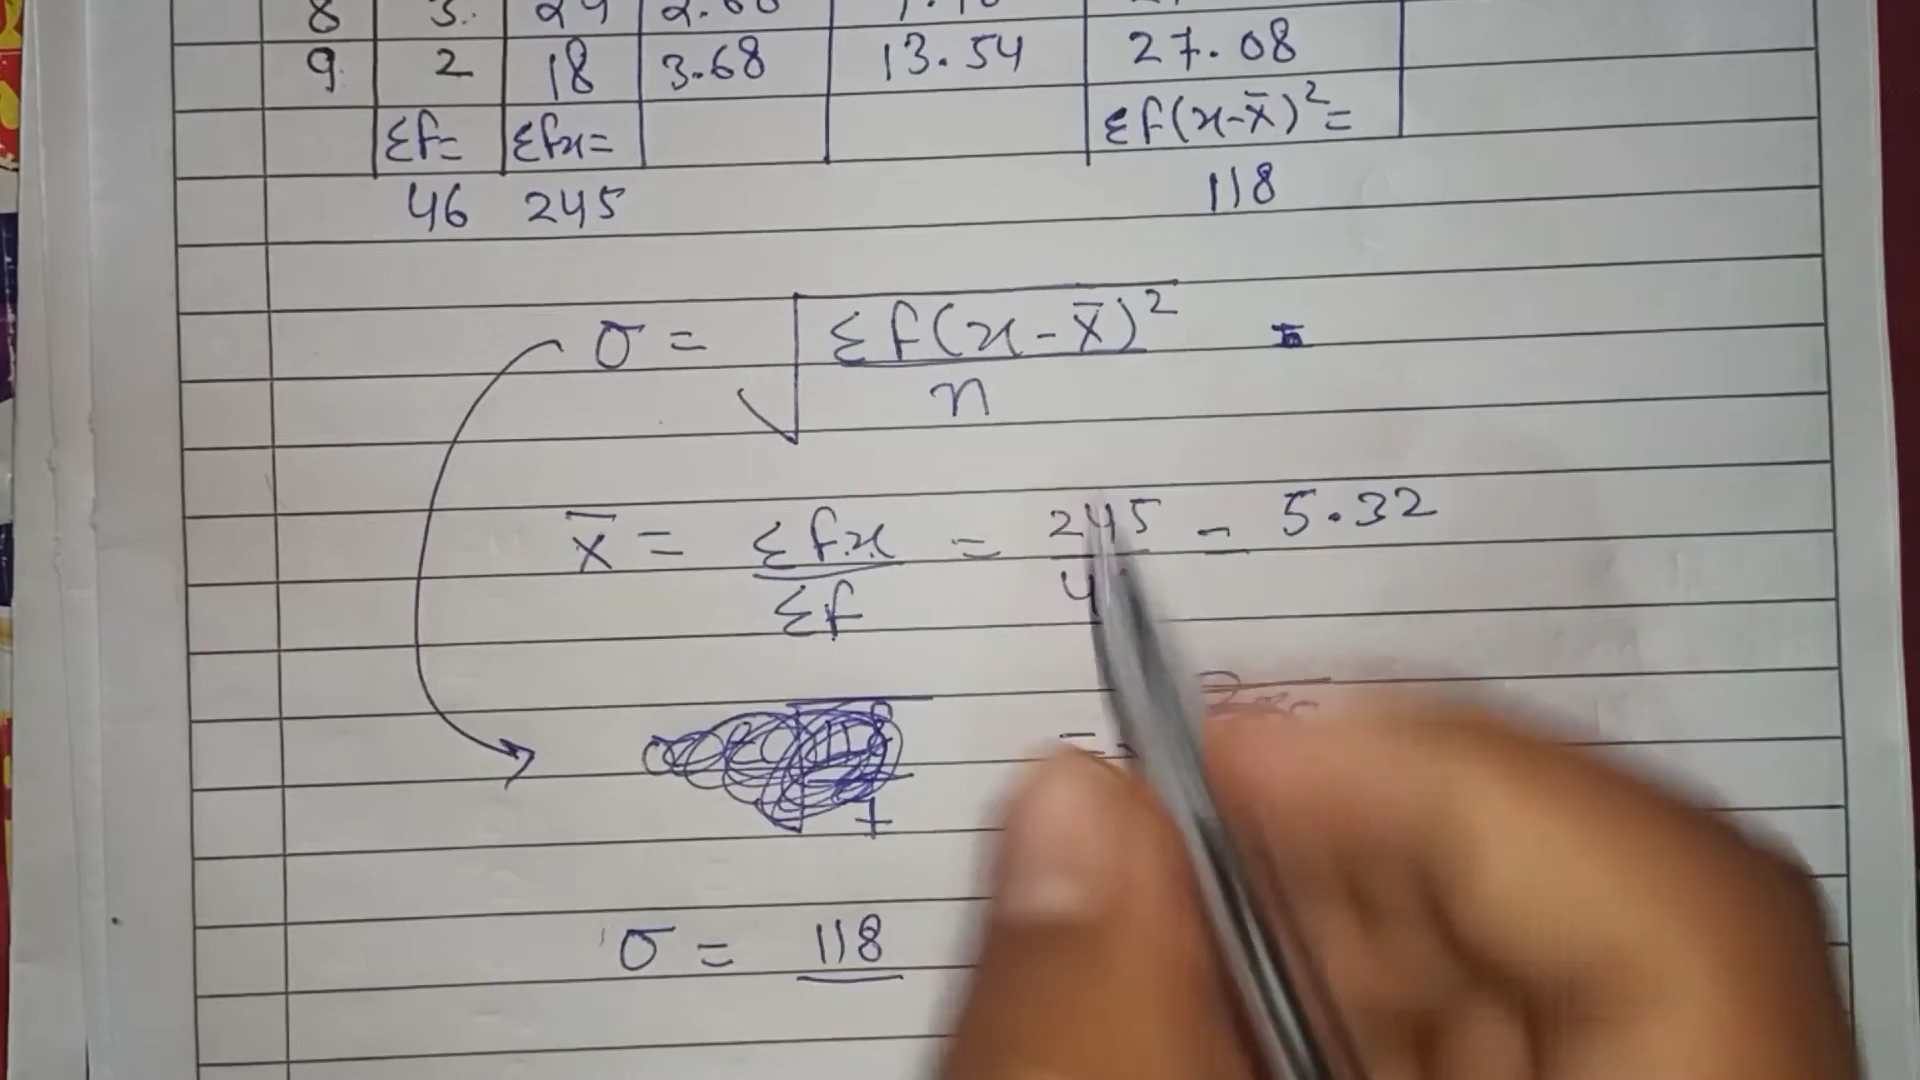 9 2 18 3.68 13.54 27.08
Σf= Σfx= Σf(x-x̄)²=
46 245 118
σ = √Σf(x-x̄)² =
n
x̄ = Σfx = 245 = 5.32
Σf
σ = 118